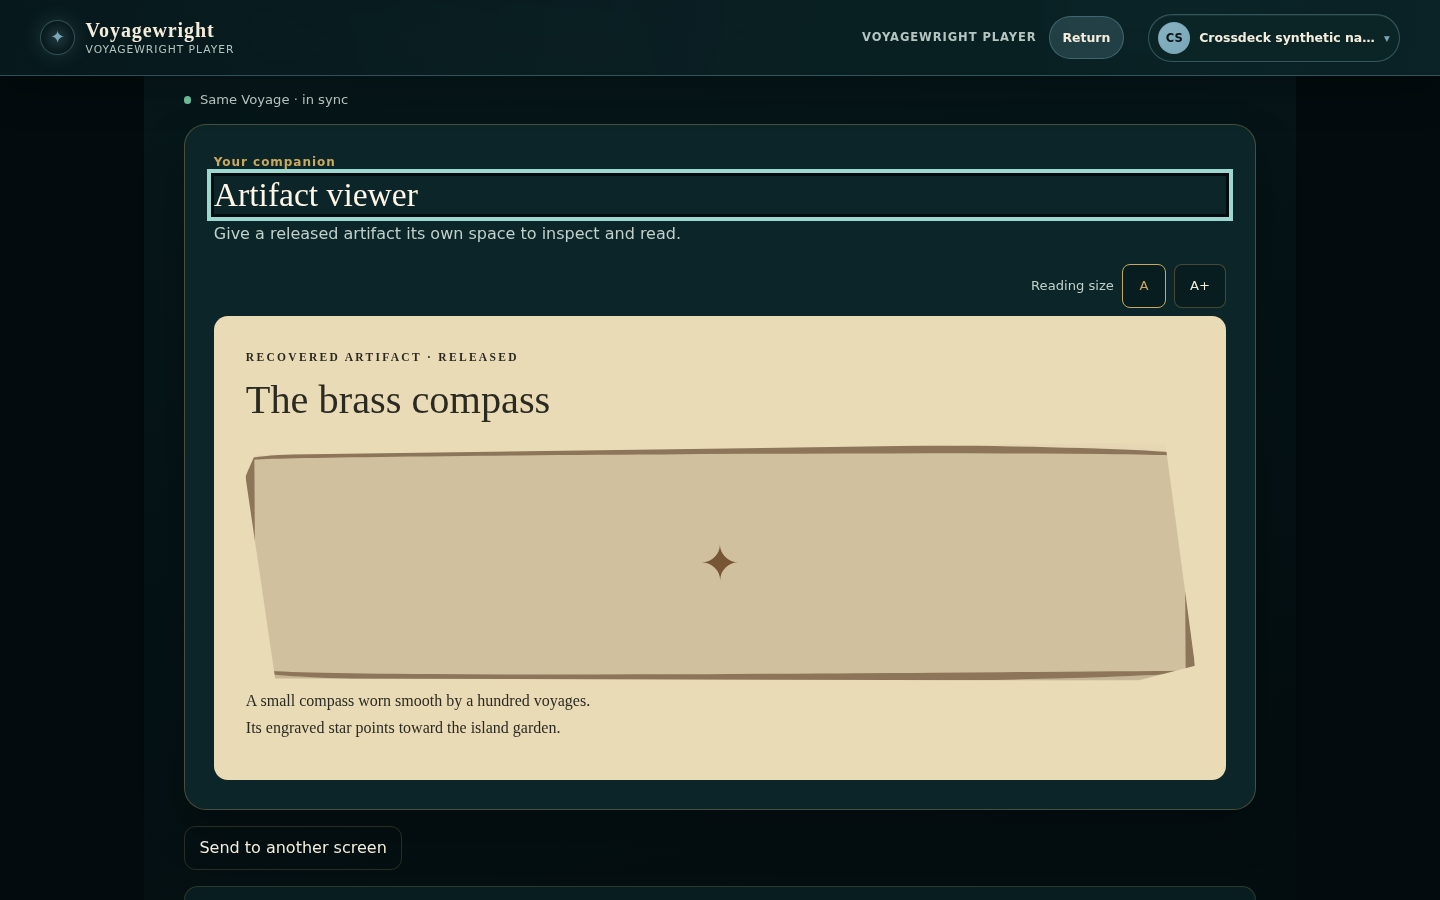 Voyagewright
VOYAGEWRIGHT PLAYER
VOYAGEWRIGHT PLAYER
Return
CS
Crossdeck synthetic na…
Same Voyage · in sync
Your companion
Artifact viewer
Give a released artifact its own space to inspect and read.
Reading size
A
A+
RECOVERED ARTIFACT · RELEASED
The brass compass
A small compass worn smooth by a hundred voyages.
Its engraved star points toward the island garden.
Send to another screen